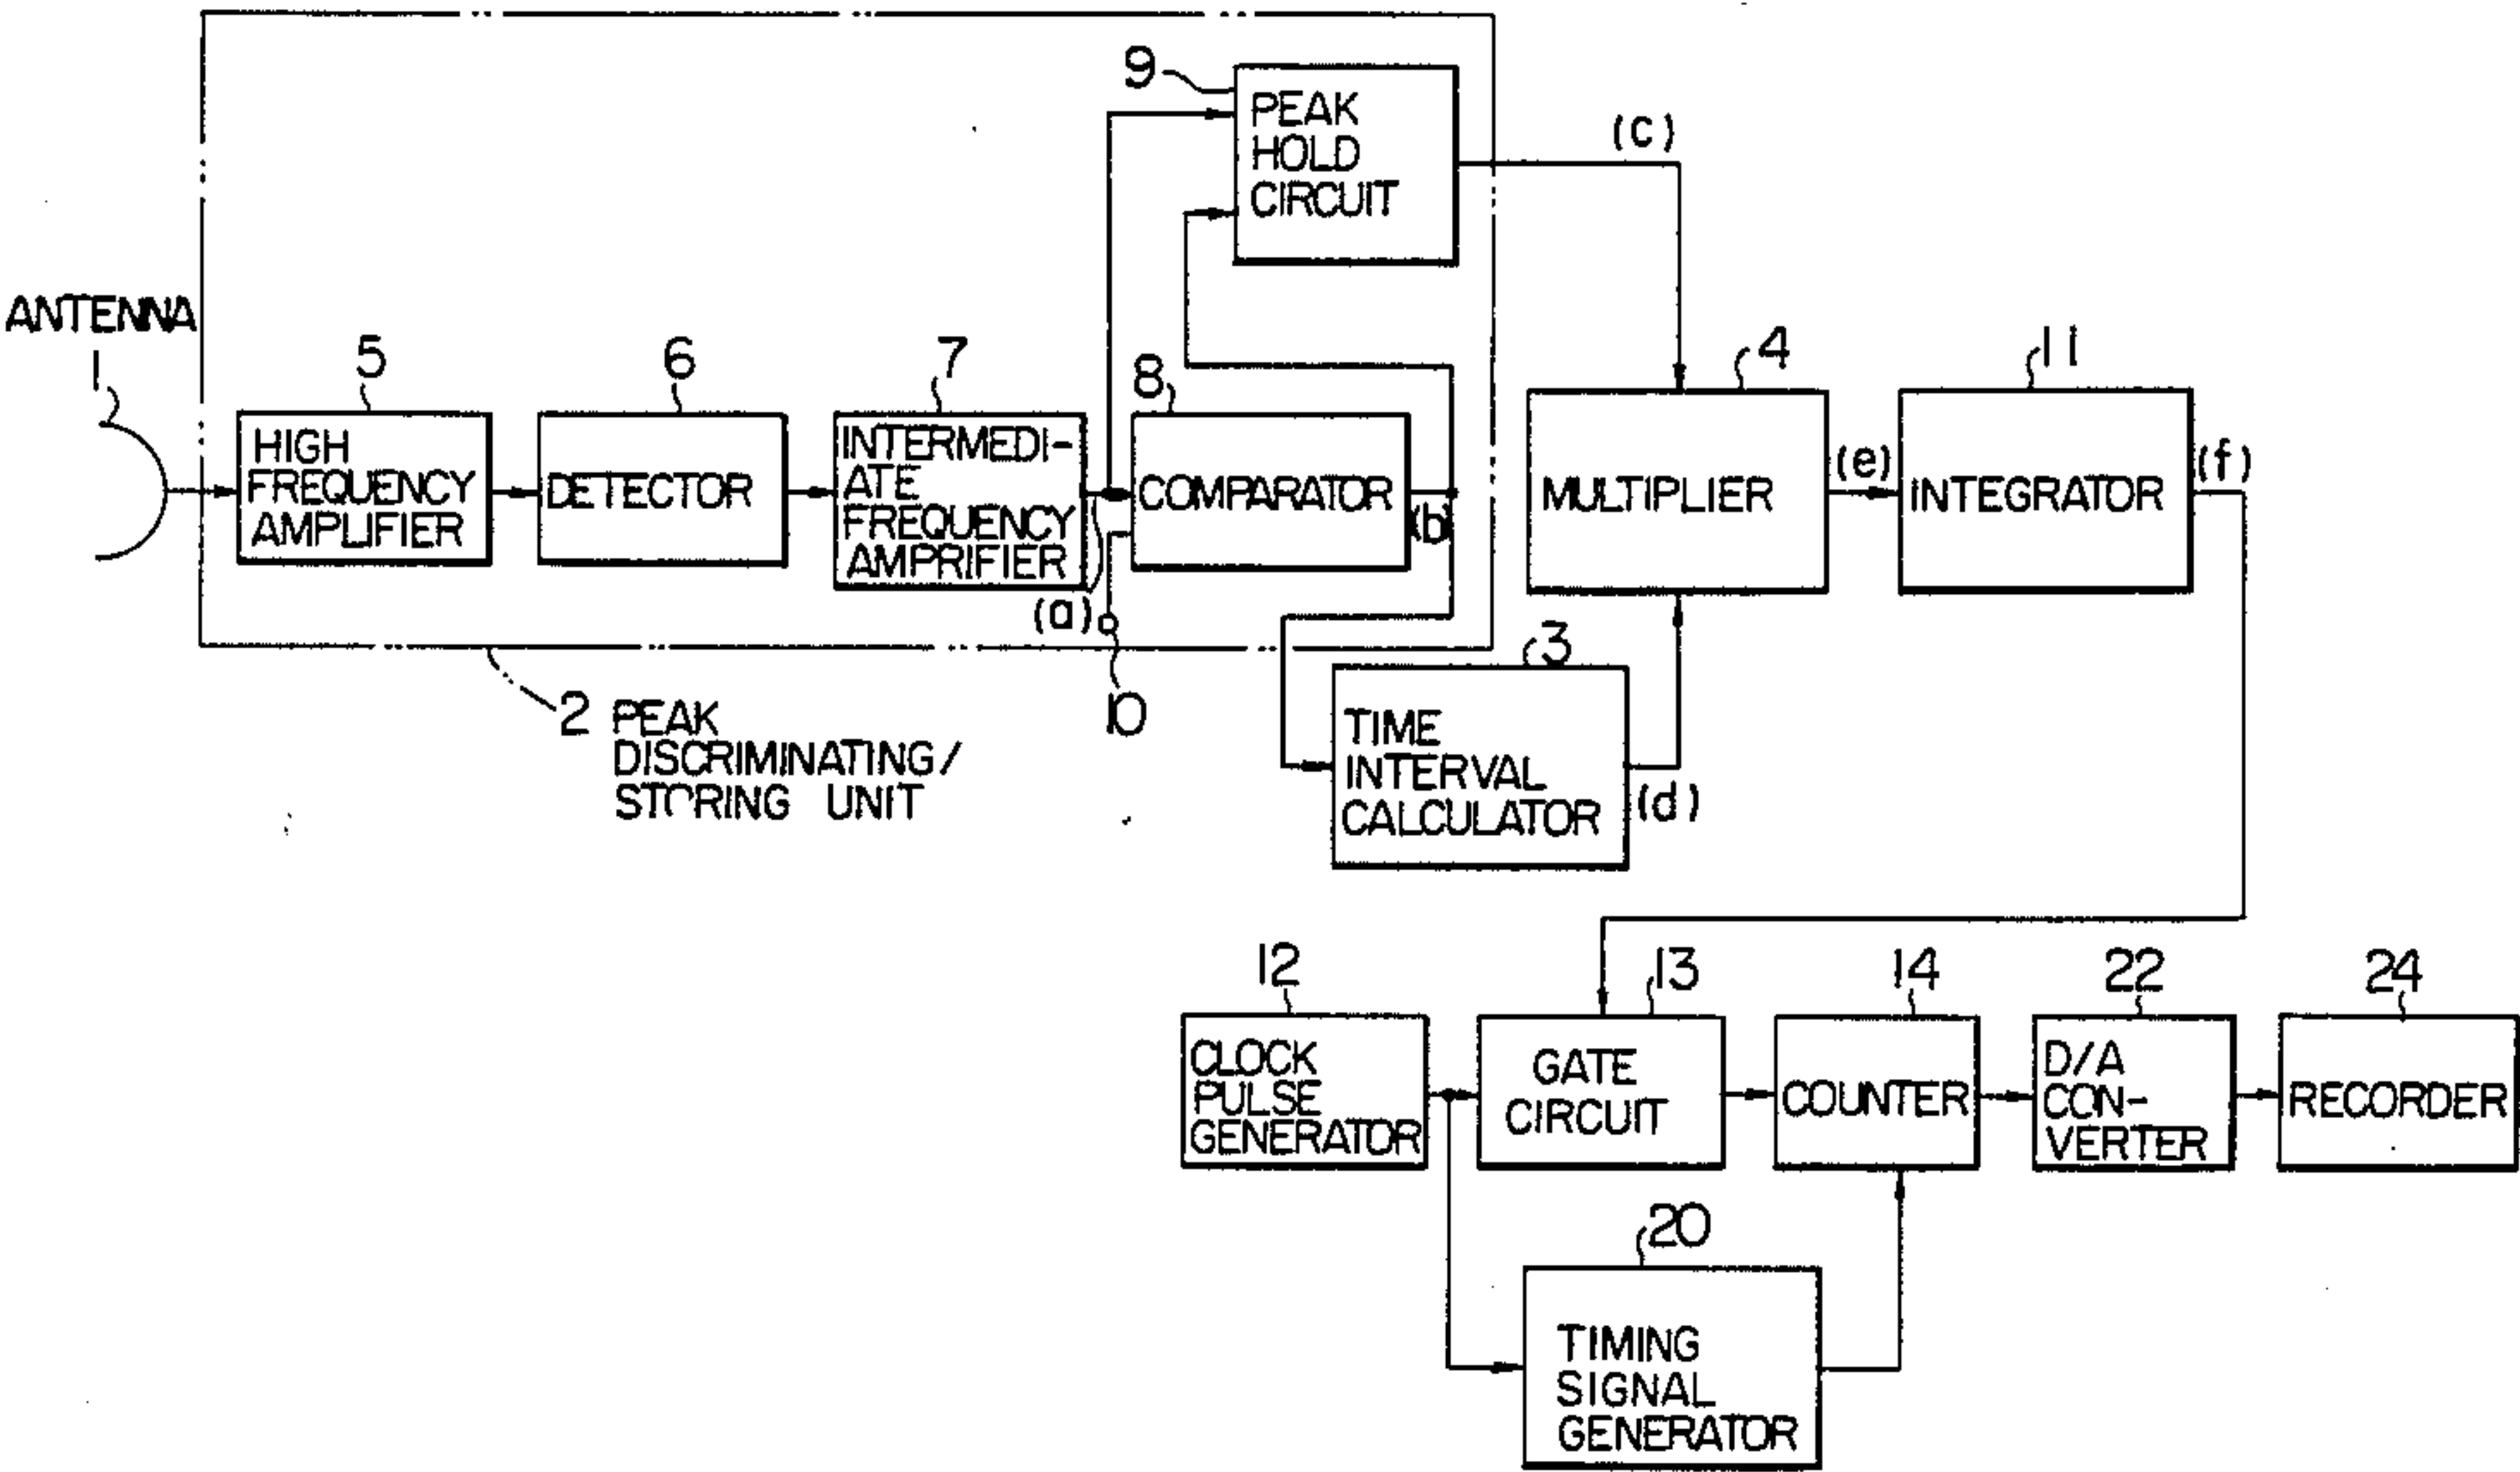 9
PEAK
HOLD
CIRCUIT
(c)
ANTENNA
1
5
HIGH
FREQUENCY
AMPLIFIER
6
DETECTOR
7
INTERMEDI-
ATE
FREQUENCY
AMPRIFIER
(a)
8
COMPARATOR
(b)
10
4
MULTIPLIER
(e)
11
INTEGRATOR
(f)
2 PEAK
DISCRIMINATING/
STORING UNIT
3
TIME
INTERVAL
CALCULATOR
(d)
12
CLOCK
PULSE
GENERATOR
13
GATE
CIRCUIT
14
COUNTER
22
D/A
CON-
VERTER
24
RECORDER
20
TIMING
SIGNAL
GENERATOR